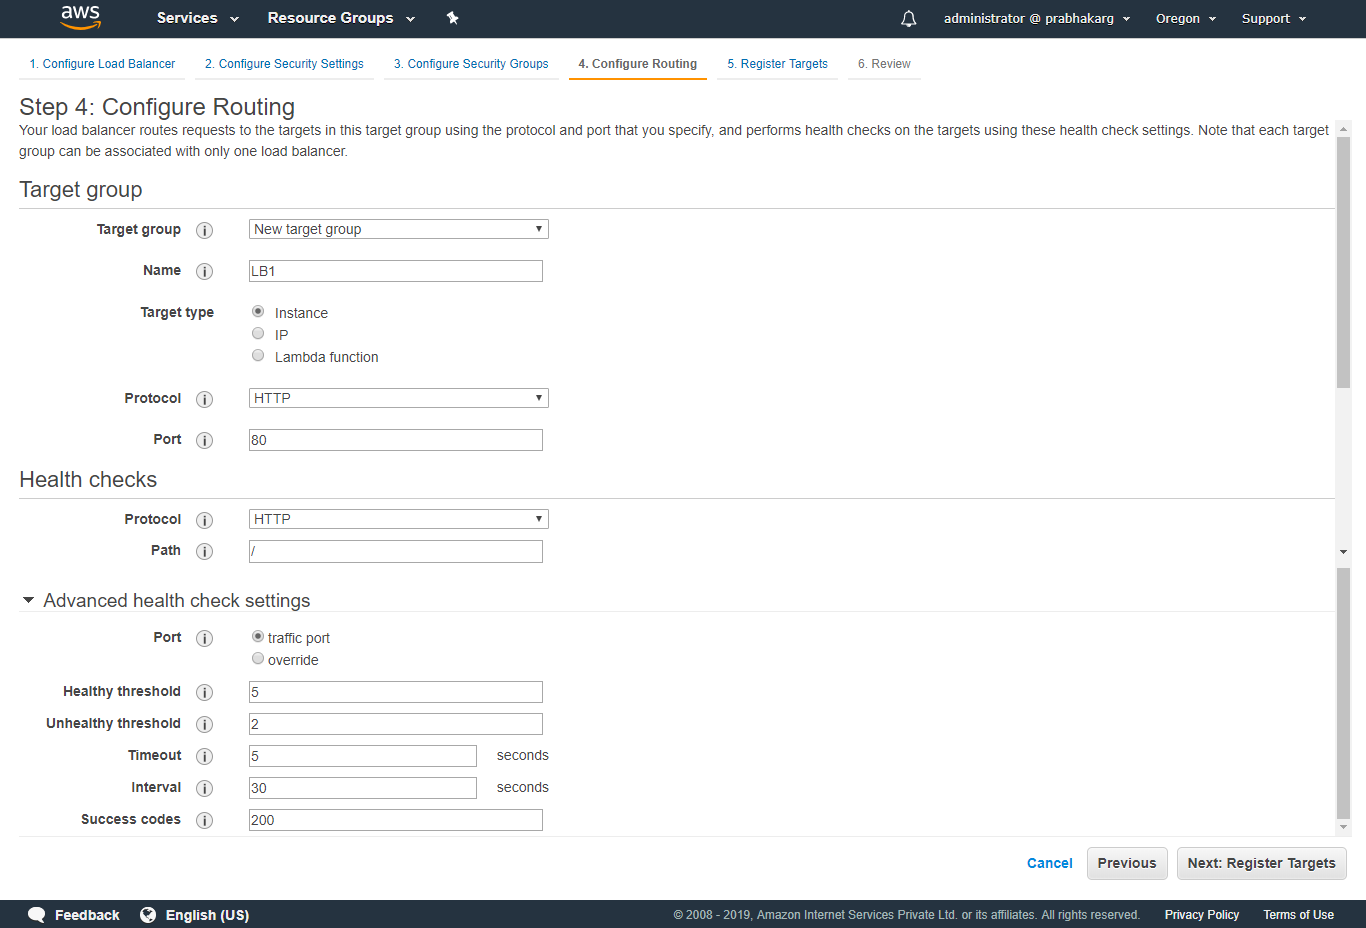 aws Services Resource Groups administrator @ prabhakarg Oregon Support
1. Configure Load Balancer 2. Configure Security Settings 3. Configure Security Groups 4. Configure Routing 5. Register Targets 6. Review
Step 4: Configure Routing
Your load balancer routes requests to the targets in this target group using the protocol and port that you specify, and performs health checks on the targets using these health check settings. Note that each target
group can be associated with only one load balancer.
Target group
Target group i New target group
Name i LB1
Target type Instance
IP
Lambda function
Protocol i HTTP
Port i 80
Health checks
Protocol i HTTP
Path i /
Advanced health check settings
Port i traffic port
override
Healthy threshold i 5
Unhealthy threshold i 2
Timeout i 5 seconds
Interval i 30 seconds
Success codes i 200
Cancel Previous Next: Register Targets
Feedback English (US) © 2008 - 2019, Amazon Internet Services Private Ltd. or its affiliates. All rights reserved. Privacy Policy Terms of Use